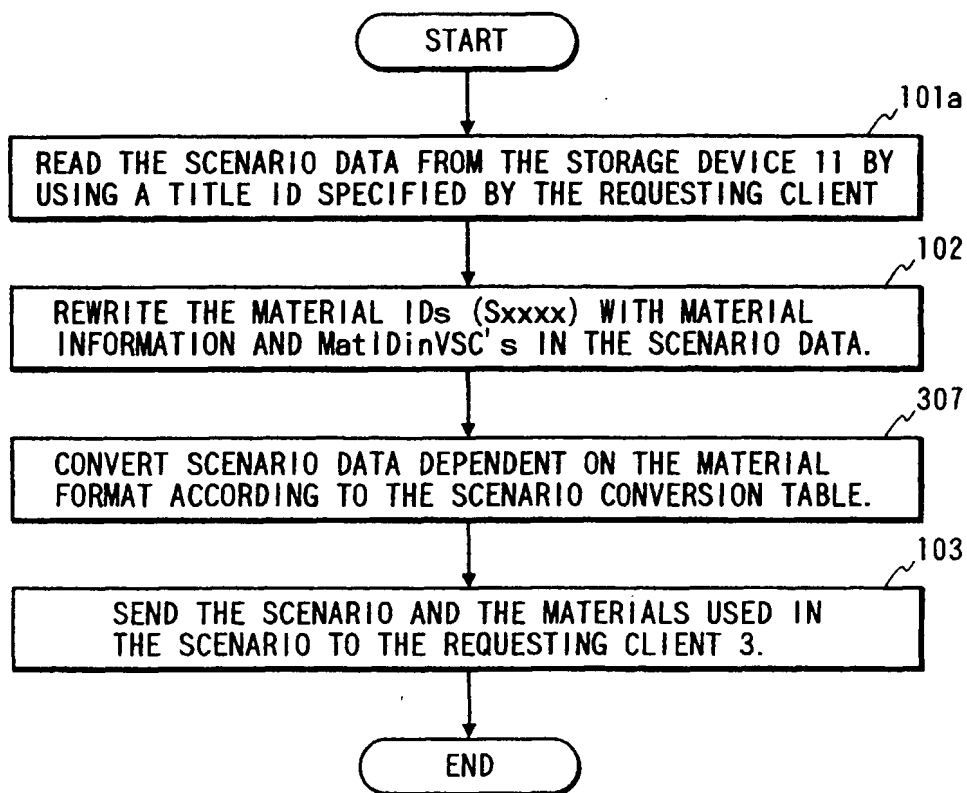 START
101a
READ THE SCENARIO DATA FROM THE STORAGE DEVICE 11 BY
USING A TITLE ID SPECIFIED BY THE REQUESTING CLIENT
102
REWRITE THE MATERIAL IDs (Sxxxx) WITH MATERIAL
INFORMATION AND MatIDinVSC's IN THE SCENARIO DATA.
307
CONVERT SCENARIO DATA DEPENDENT ON THE MATERIAL
FORMAT ACCORDING TO THE SCENARIO CONVERSION TABLE.
103
SEND THE SCENARIO AND THE MATERIALS USED IN
THE SCENARIO TO THE REQUESTING CLIENT 3.
END